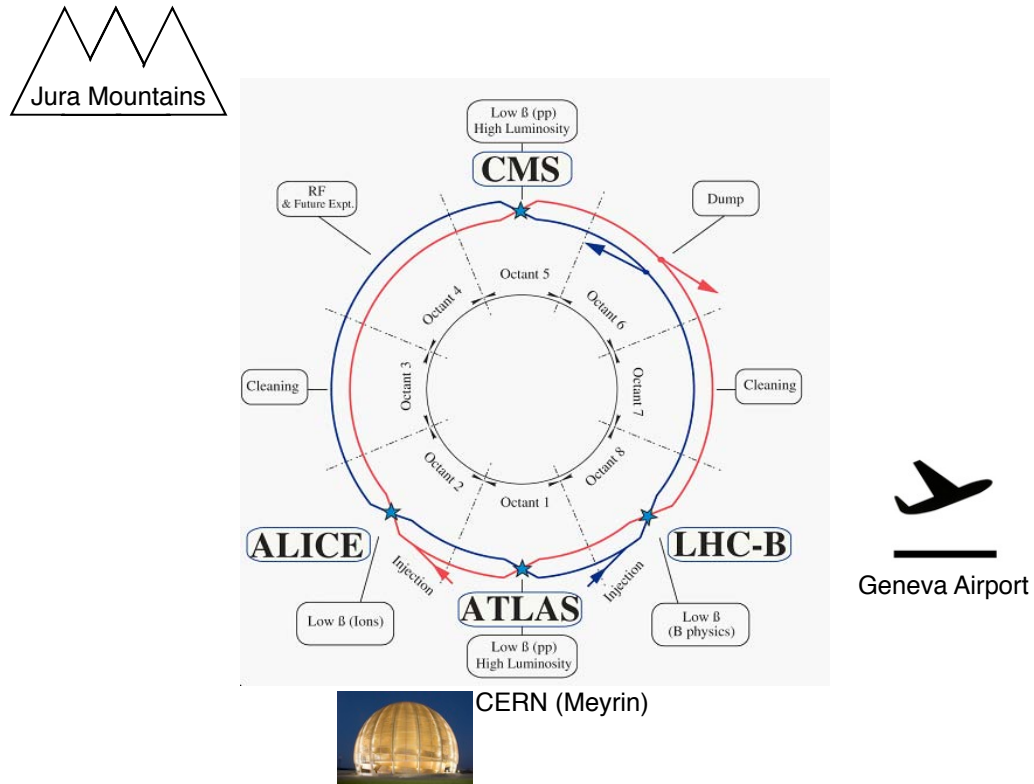 Jura Mountains
Low ß (pp)
High Luminosity
CMS
RF
& Future Expt.
Dump
Octant 5
Octant 4
Octant 6
Octant 3
Octant 7
Cleaning
Cleaning
Octant 2
Octant 8
Octant 1
ALICE
LHC-B
Injection
Injection
ATLAS
Geneva Airport
Low ß (Ions)
Low ß
(B physics)
Low ß (pp)
High Luminosity
CERN (Meyrin)